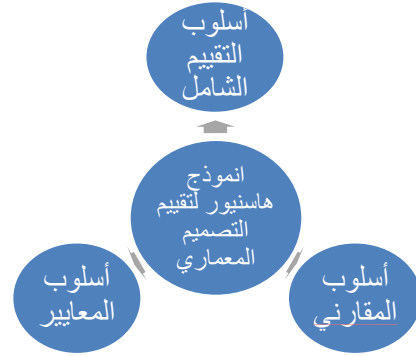 أسلوب
التقييم
الشامل
انموذج
هاسنيور لتقييم
التصميم
المعماري
أسلوب
المقارني
أسلوب
المعايير